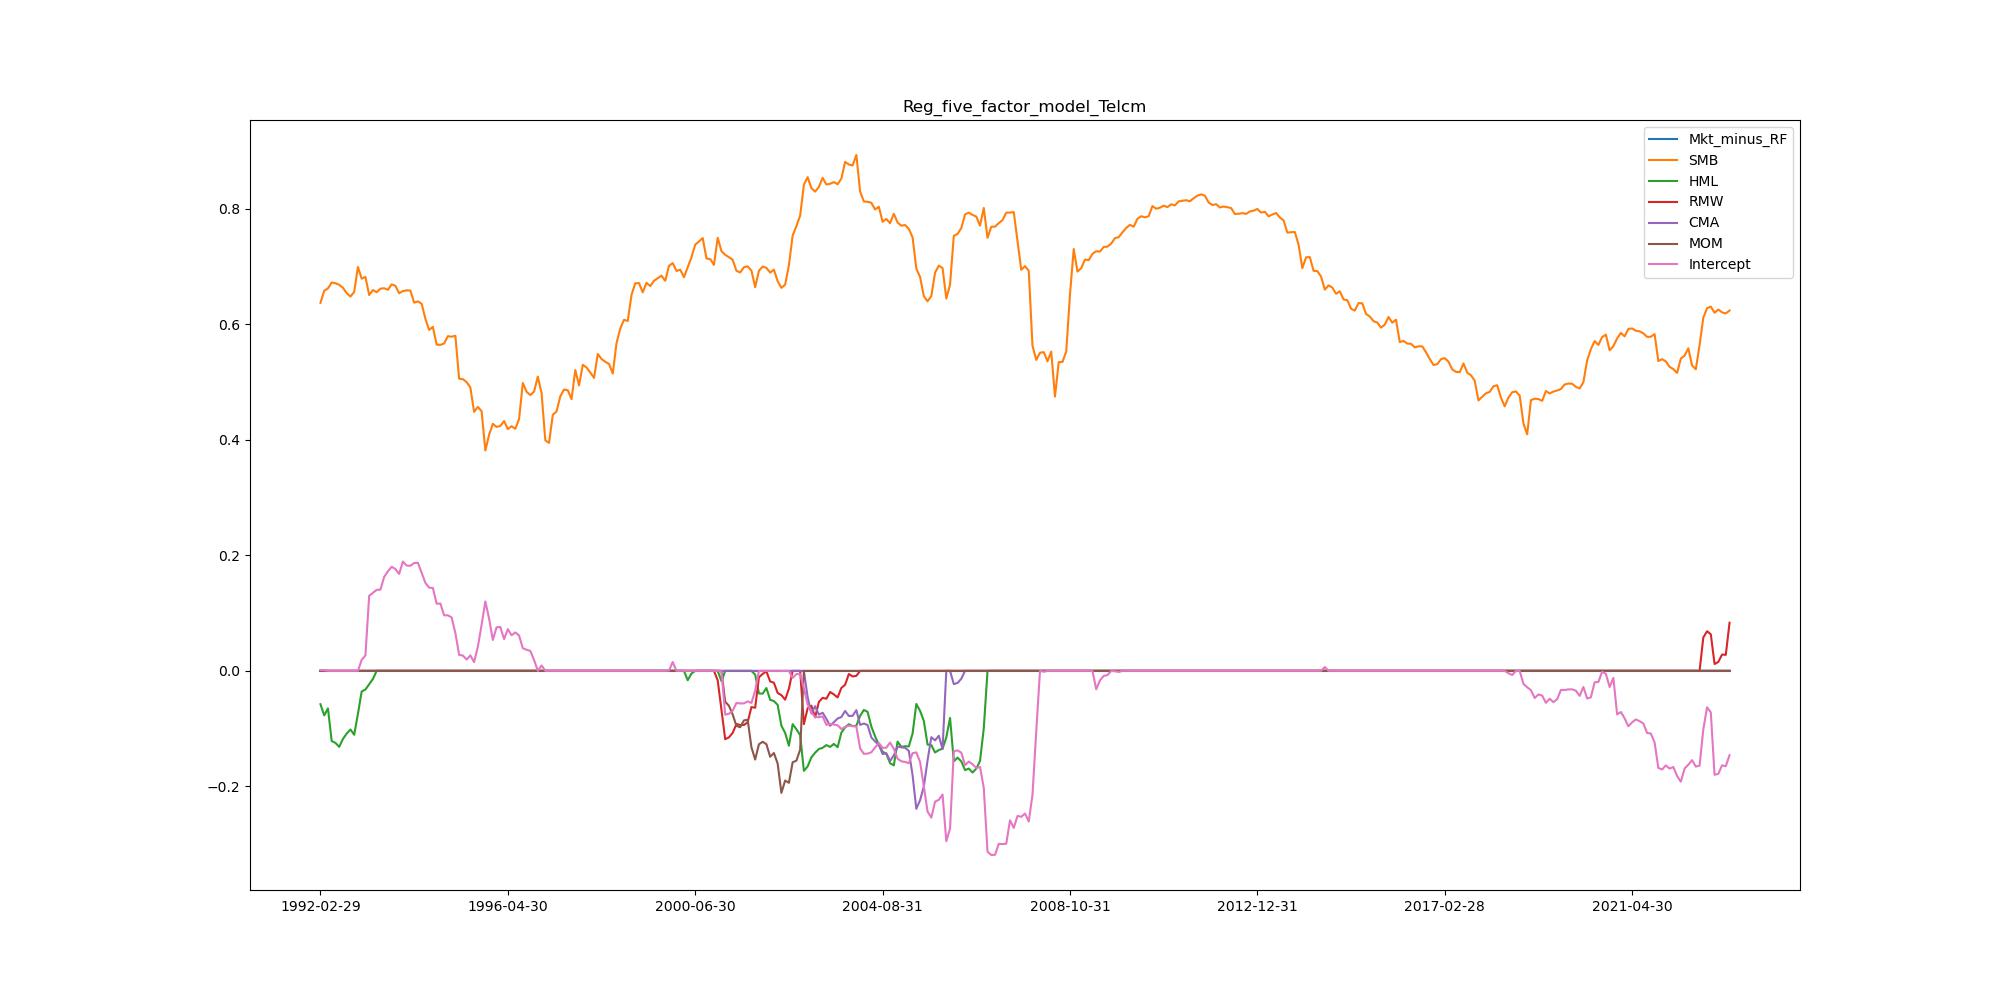 Reg_five_factor_model_Telcm
Mkt_minus_RF
SMB
HML
RMW
CMA
MOM
Intercept
0.8
0.6
0.4
0.2
0.0
−0.2
1992-02-29 1996-04-30 2000-06-30 2004-08-31 2008-10-31 2012-12-31 2017-02-28 2021-04-30